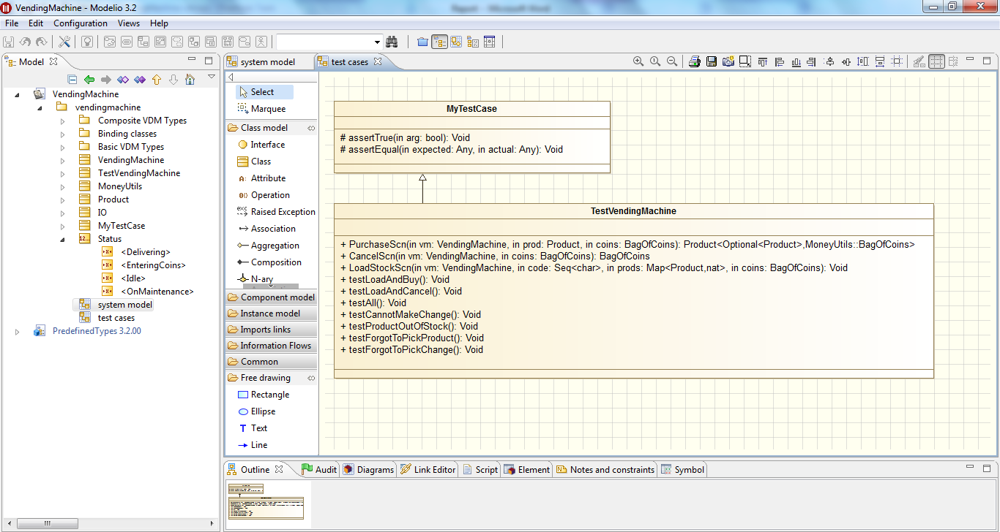 VendingMachine - Modelio 3.2
Report - Microsoft Word
File Edit Configuration Views Help
Model
VendingMachine
vendingmachine
Composite VDM Types
Binding classes
Basic VDM Types
VendingMachine
TestVendingMachine
MoneyUtils
Product
IO
MyTestCase
Status
<Delivering>
<EnteringCoins>
<Idle>
<OnMaintenance>
system model
test cases
PredefinedTypes 3.2.00
system model test cases
Select
Marquee
Class model
Interface
Class
Attribute
Operation
Raised Exception
Association
Aggregation
Composition
N-ary
Component model
Instance model
Imports links
Information Flows
Common
Free drawing
Rectangle
Ellipse
Text
Line
MyTestCase
# assertTrue(in arg: bool): Void
# assertEqual(in expected: Any, in actual: Any): Void
TestVendingMachine
+ PurchaseScn(in vm: VendingMachine, in prod: Product, in coins: BagOfCoins): Product<Optional<Product>,MoneyUtils::BagOfCoins>
+ CancelScn(in vm: VendingMachine, in coins: BagOfCoins): BagOfCoins
+ LoadStockScn(in vm: VendingMachine, in code: Seq<char>, in prods: Map<Product,nat>, in coins: BagOfCoins): Void
+ testLoadAndBuy(): Void
+ testLoadAndCancel(): Void
+ testAll(): Void
+ testCannotMakeChange(): Void
+ testProductOutOfStock(): Void
+ testForgotToPickProduct(): Void
+ testForgotToPickChange(): Void
Outline Audit Diagrams Link Editor Script Element Notes and constraints Symbol